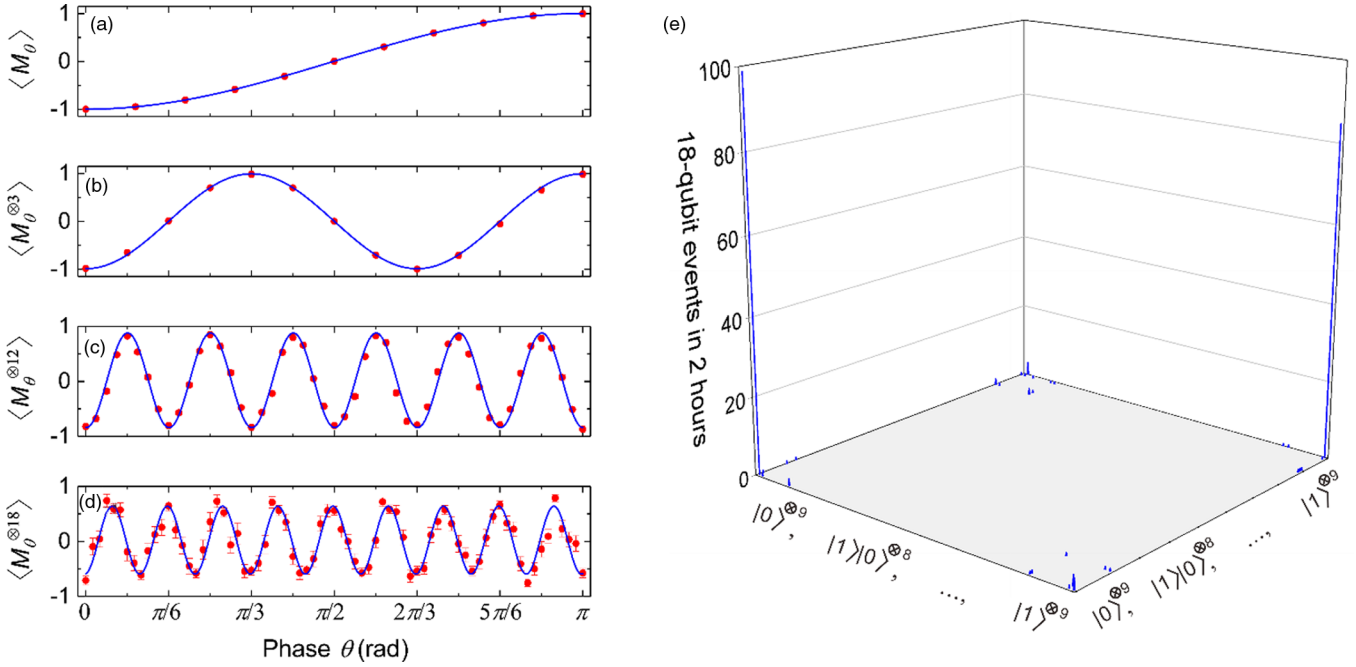 (a)
⟨M_θ⟩
1
0
-1
(b)
⟨M_θ^⊗3⟩
1
0
-1
(c)
⟨M_θ^⊗12⟩
1
0
-1
(d)
⟨M_θ^⊗18⟩
1
0
-1
0 π/6 π/3 π/2 2π/3 5π/6 π
Phase θ (rad)
(e)
18-qubit events in 2 hours
100
80
60
40
20
0
|0⟩^⊗9, |1⟩|0⟩^⊗8, ..., |1⟩^⊗9
|0⟩^⊗9, |1⟩|0⟩^⊗8, ..., |1⟩^⊗9